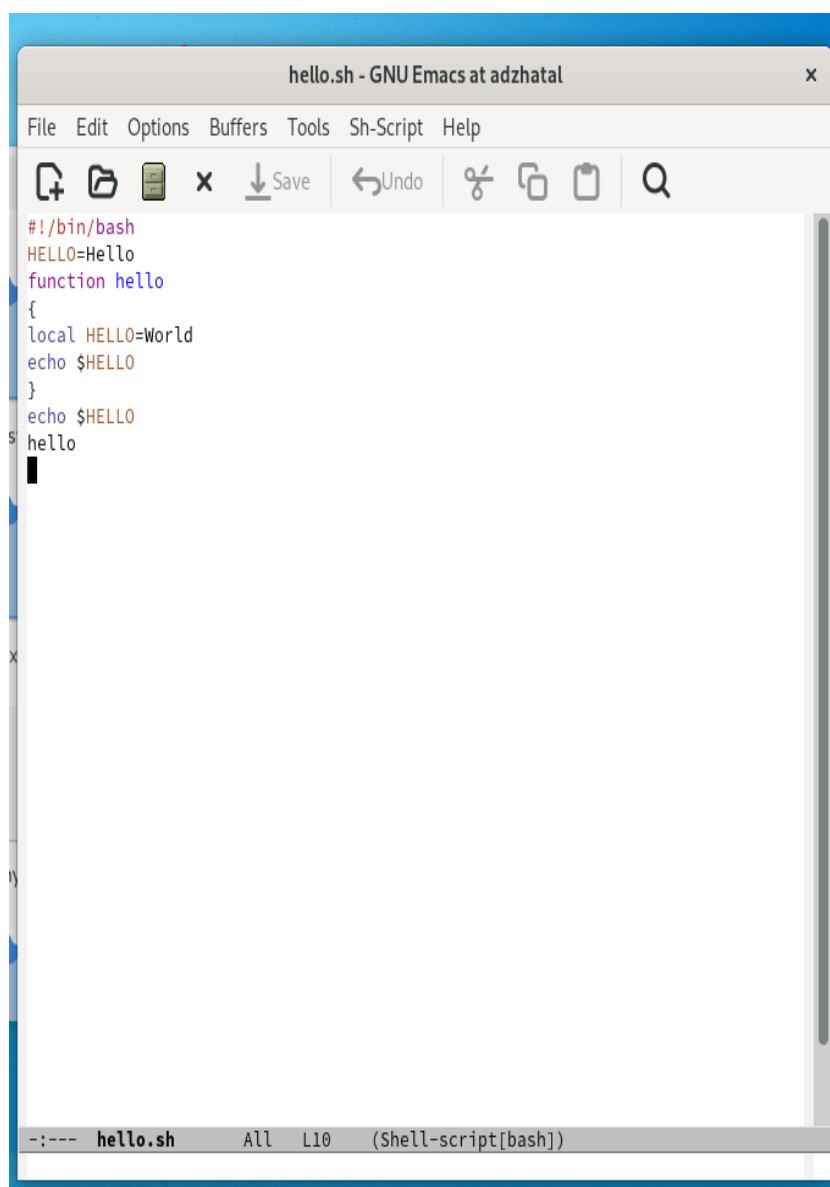 hello.sh - GNU Emacs at adzhatal x
File Edit Options Buffers Tools Sh-Script Help
Save Undo
#!/bin/bash
HELLO=Hello
function hello
{
local HELLO=World
echo $HELLO
}
echo $HELLO
hello
-:--- hello.sh All L10 (Shell-script[bash])